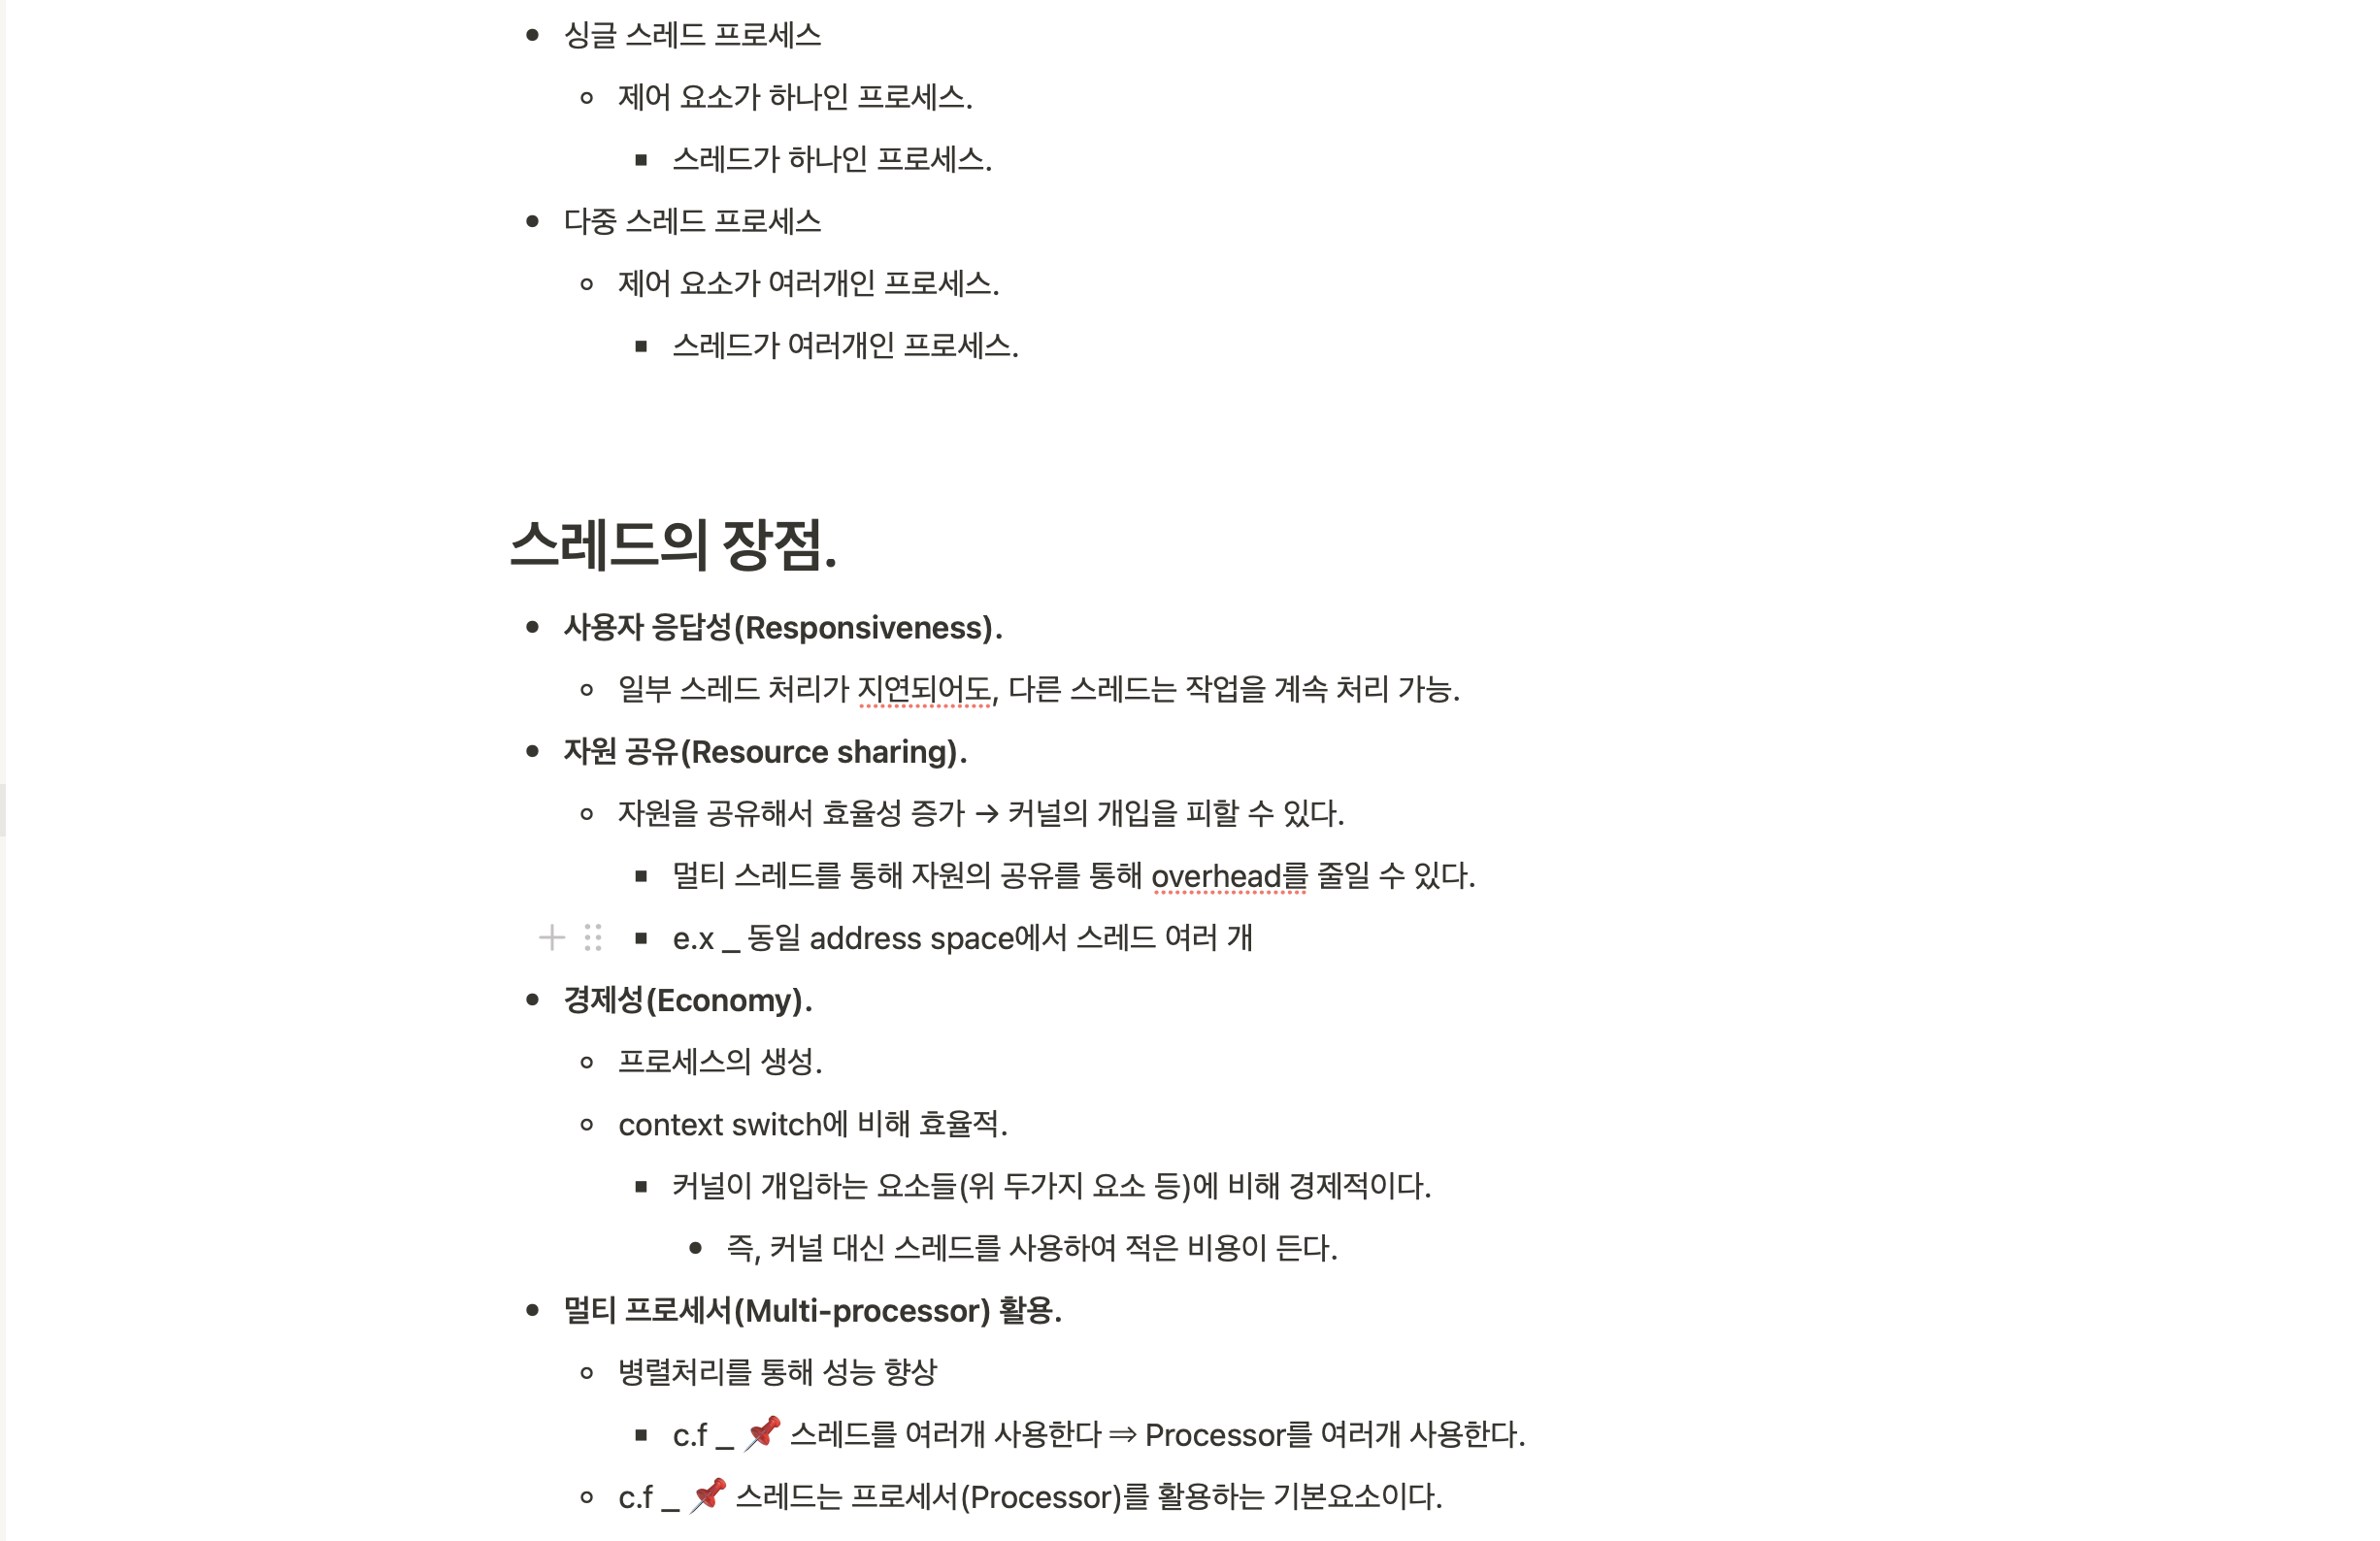 싱글 스레드 프로세스
제어 요소가 하나인 프로세스.
스레드가 하나인 프로세스.
다중 스레드 프로세스
제어 요소가 여러개인 프로세스.
스레드가 여러개인 프로세스.
스레드의 장점.
사용자 응답성(Responsiveness).
일부 스레드 처리가 지연되어도, 다른 스레드는 작업을 계속 처리 가능.
자원 공유(Resource sharing).
자원을 공유해서 효율성 증가 → 커널의 개입을 피할 수 있다.
멀티 스레드를 통해 자원의 공유를 통해 overhead를 줄일 수 있다.
e.x _ 동일 address space에서 스레드 여러 개
경제성(Economy).
프로세스의 생성.
context switch에 비해 효율적.
커널이 개입하는 요소들(위 두가지 요소 등)에 비해 경제적이다.
즉, 커널 대신 스레드를 사용하여 적은 비용이 든다.
멀티 프로세서(Multi-processor) 활용.
병렬처리를 통해 성능 향상
c.f _ 📌 스레드를 여러개 사용한다 ⇒ Processor를 여러개 사용한다.
c.f _ 📌 스레드는 프로세서(Processor)를 활용하는 기본요소이다.